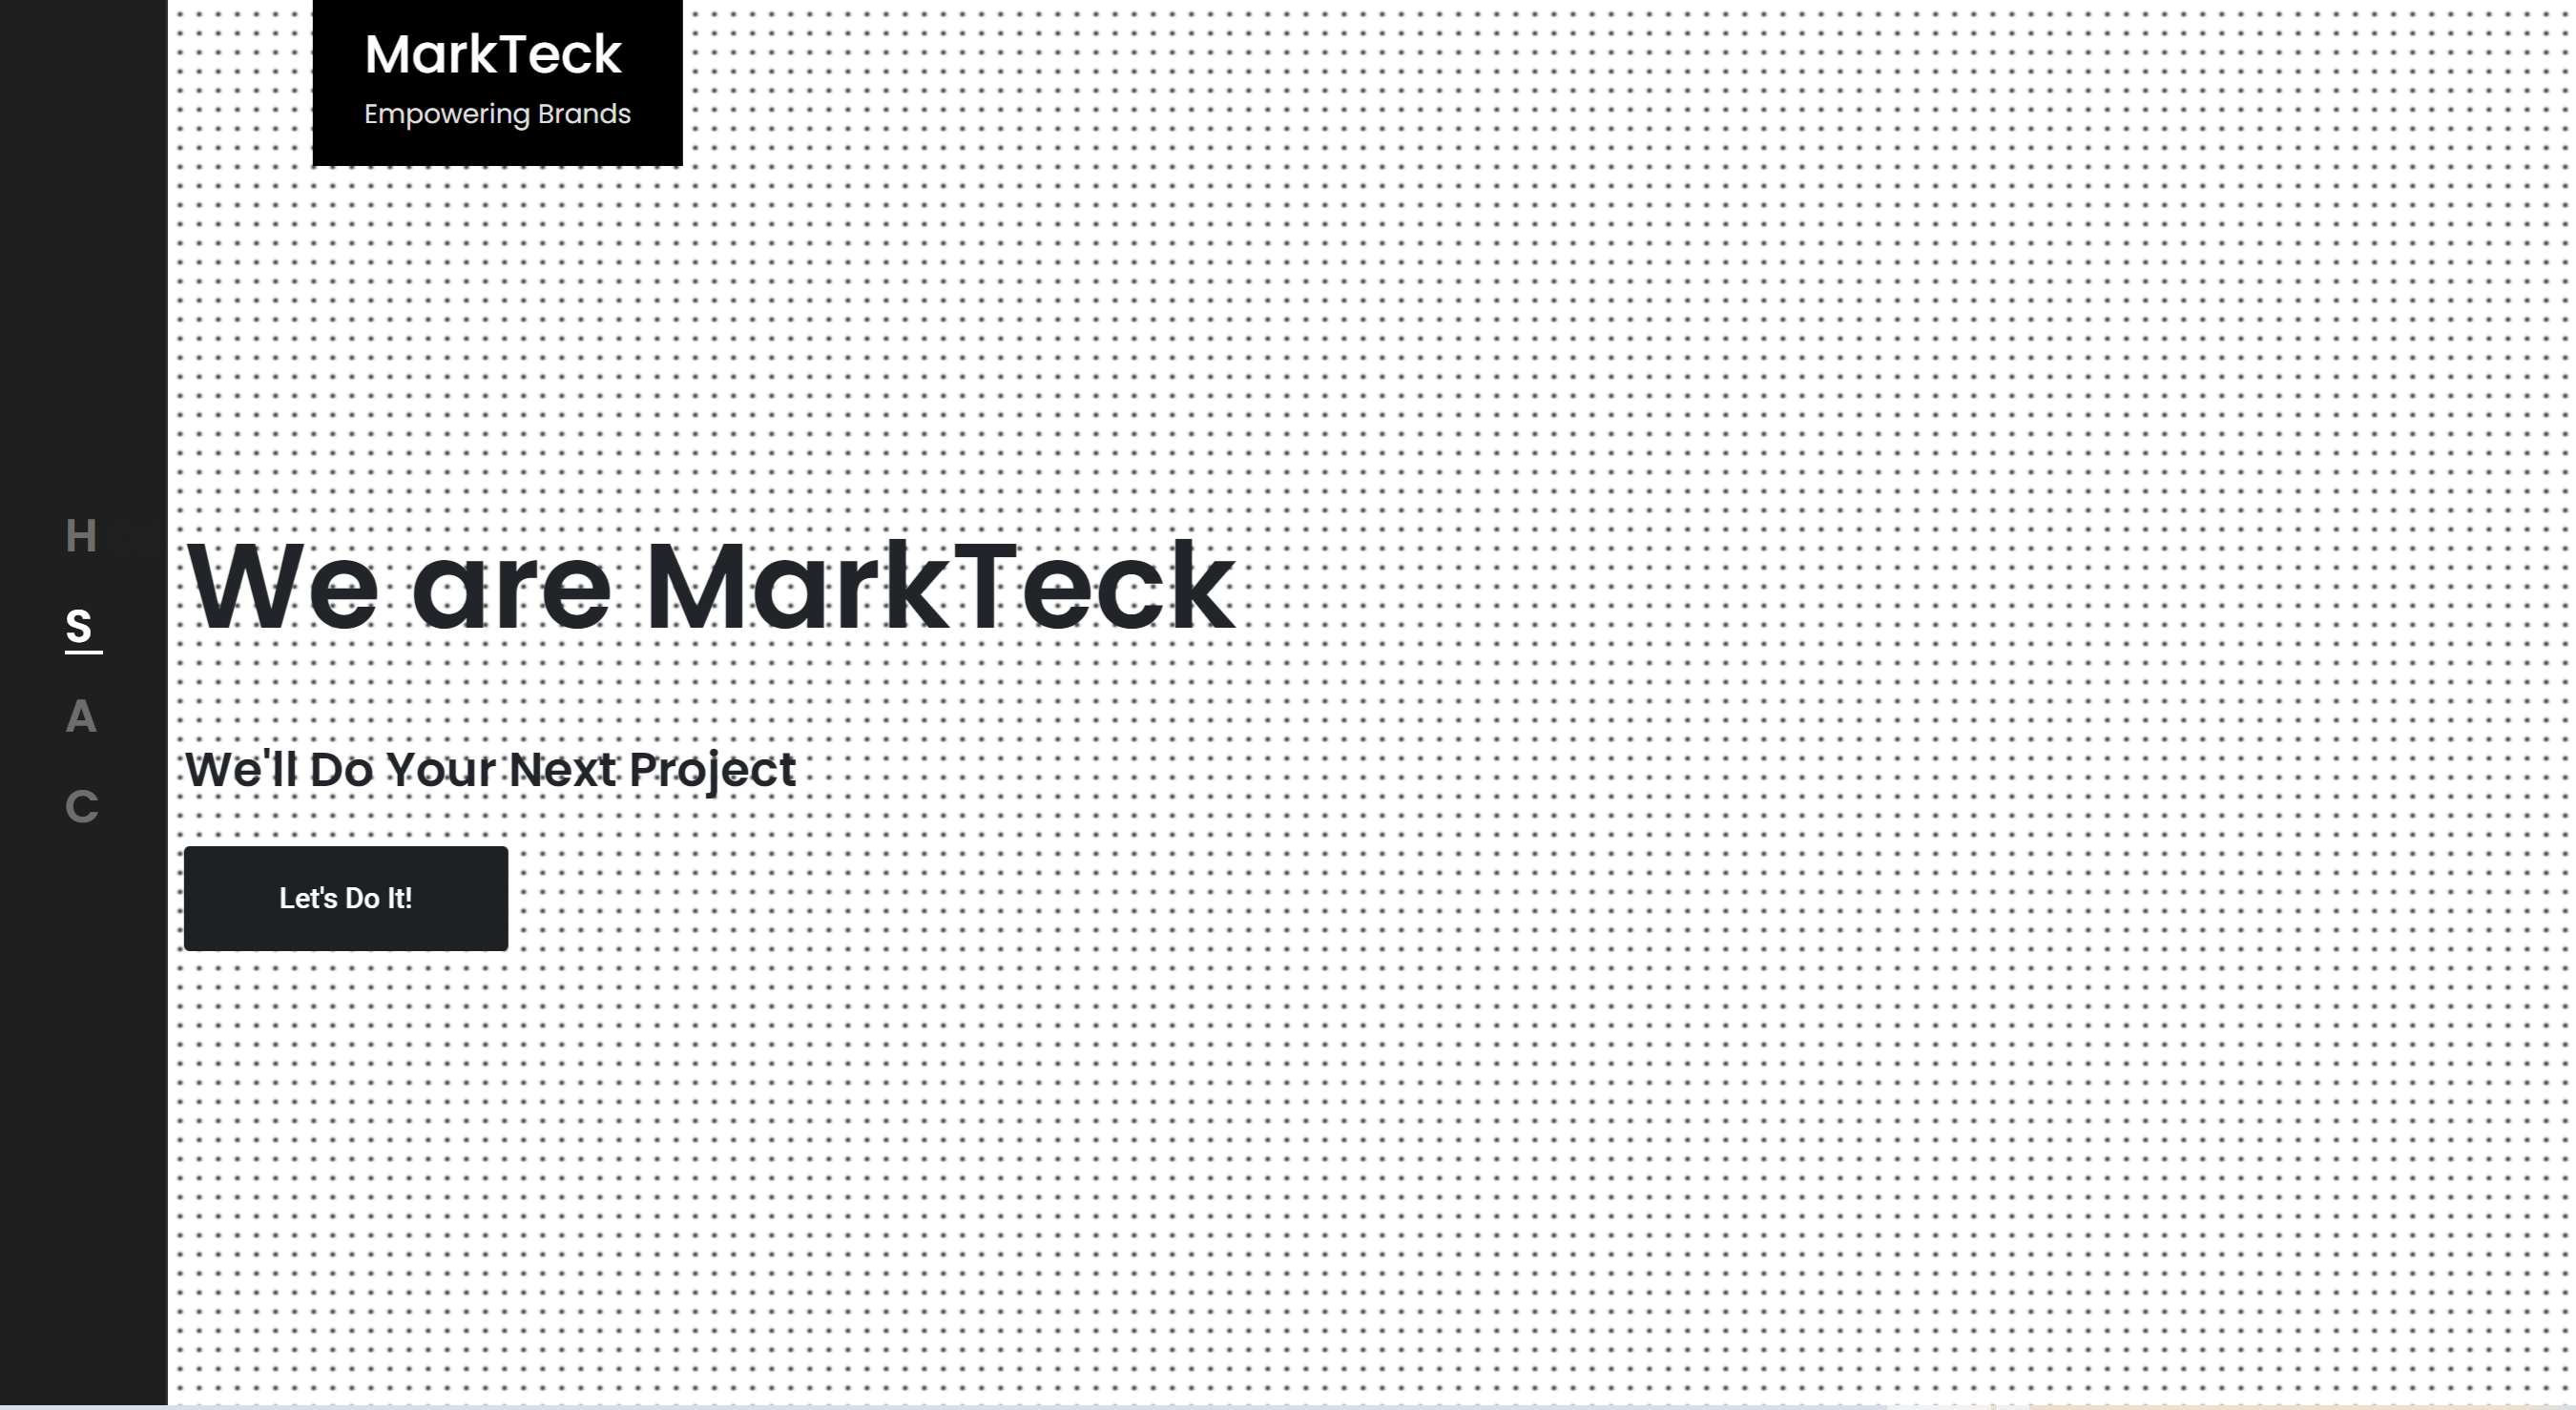 MarkTeck
Empowering Brands
H
S
A
C
We are MarkTeck
We'll Do Your Next Project
Let's Do It!